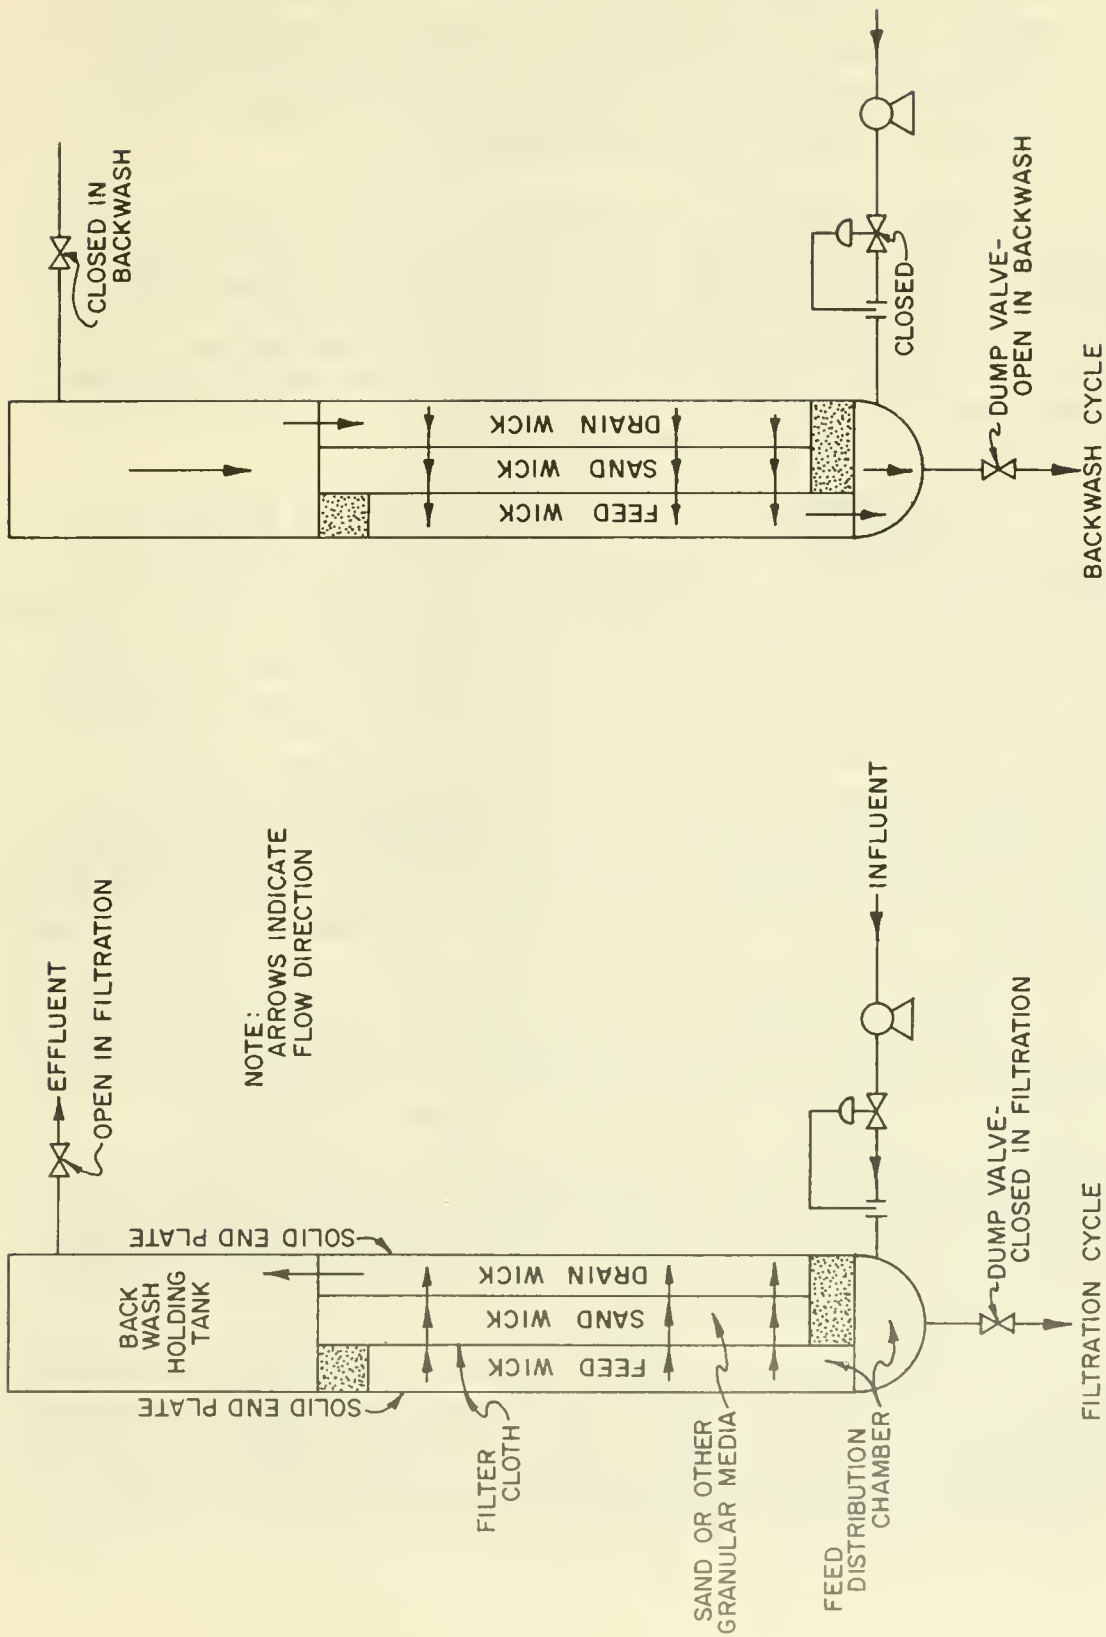 EFFLUENT
OPEN IN FILTRATION
NOTE:
ARROWS INDICATE
FLOW DIRECTION
BACK
WASH
HOLDING
TANK
SOLID END PLATE
SOLID END PLATE
FEED WICK
SAND WICK
DRAIN WICK
FILTER
CLOTH
SAND OR OTHER
GRANULAR MEDIA
FEED
DISTRIBUTION
CHAMBER
INFLUENT
DUMP VALVE-
CLOSED IN FILTRATION
FILTRATION CYCLE
CLOSED IN
BACKWASH
FEED WICK
SAND WICK
DRAIN WICK
CLOSED
DUMP VALVE-
OPEN IN BACKWASH
BACKWASH CYCLE